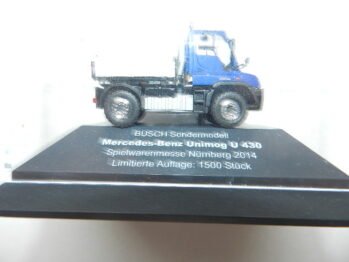 BUSCH Sondermodell
Mercedes-Benz Unimog U 430
Spielwarenmesse Nürnberg 2014
Limitierte Auflage: 1500 Stück